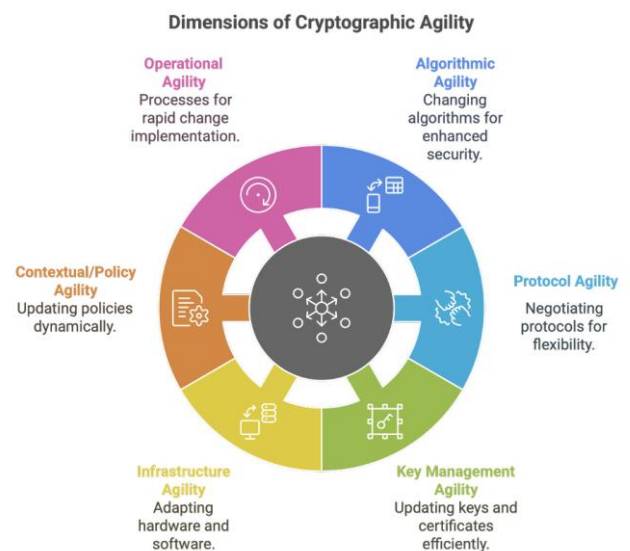 Dimensions of Cryptographic Agility
Operational
Agility
Processes for
rapid change
implementation.
Algorithmic
Agility
Changing
algorithms for
enhanced
security.
Contextual/Policy
Agility
Updating policies
dynamically.
Protocol Agility
Negotiating
protocols for
flexibility.
Infrastructure
Agility
Adapting
hardware and
software.
Key Management
Agility
Updating keys and
certificates
efficiently.